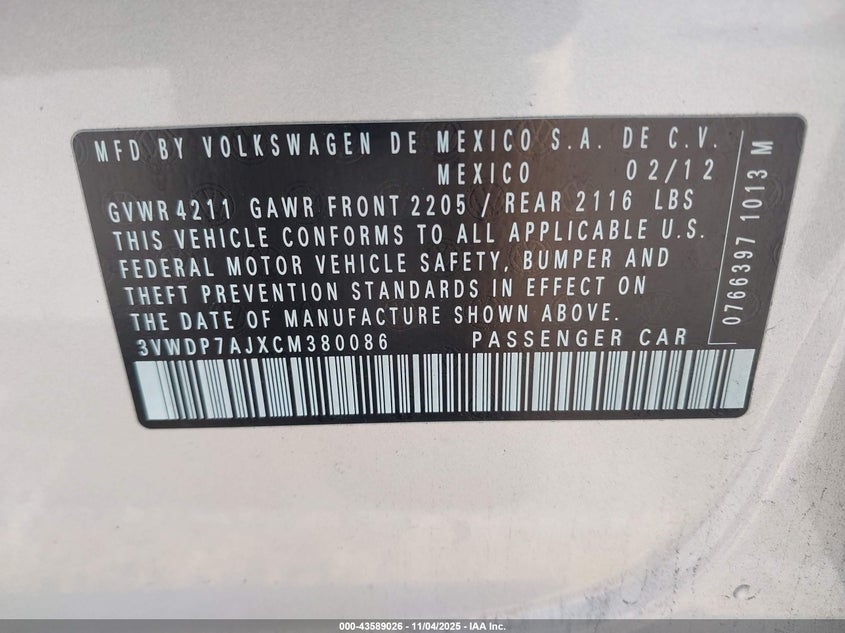 MFD BY VOLKSWAGEN DE MEXICO S.A. DE C.V.
MEXICO 02/12
GVWR 4211 GAWR FRONT 2205 / REAR 2116 LBS
THIS VEHICLE CONFORMS TO ALL APPLICABLE U.S.
FEDERAL MOTOR VEHICLE SAFETY, BUMPER AND
THEFT PREVENTION STANDARDS IN EFFECT ON
THE DATE OF MANUFACTURE SHOWN ABOVE.
3VWDP7AJXCM380086 PASSENGER CAR
0766397 1013 M
000-43589026 - 11/04/2025 - IAA Inc.